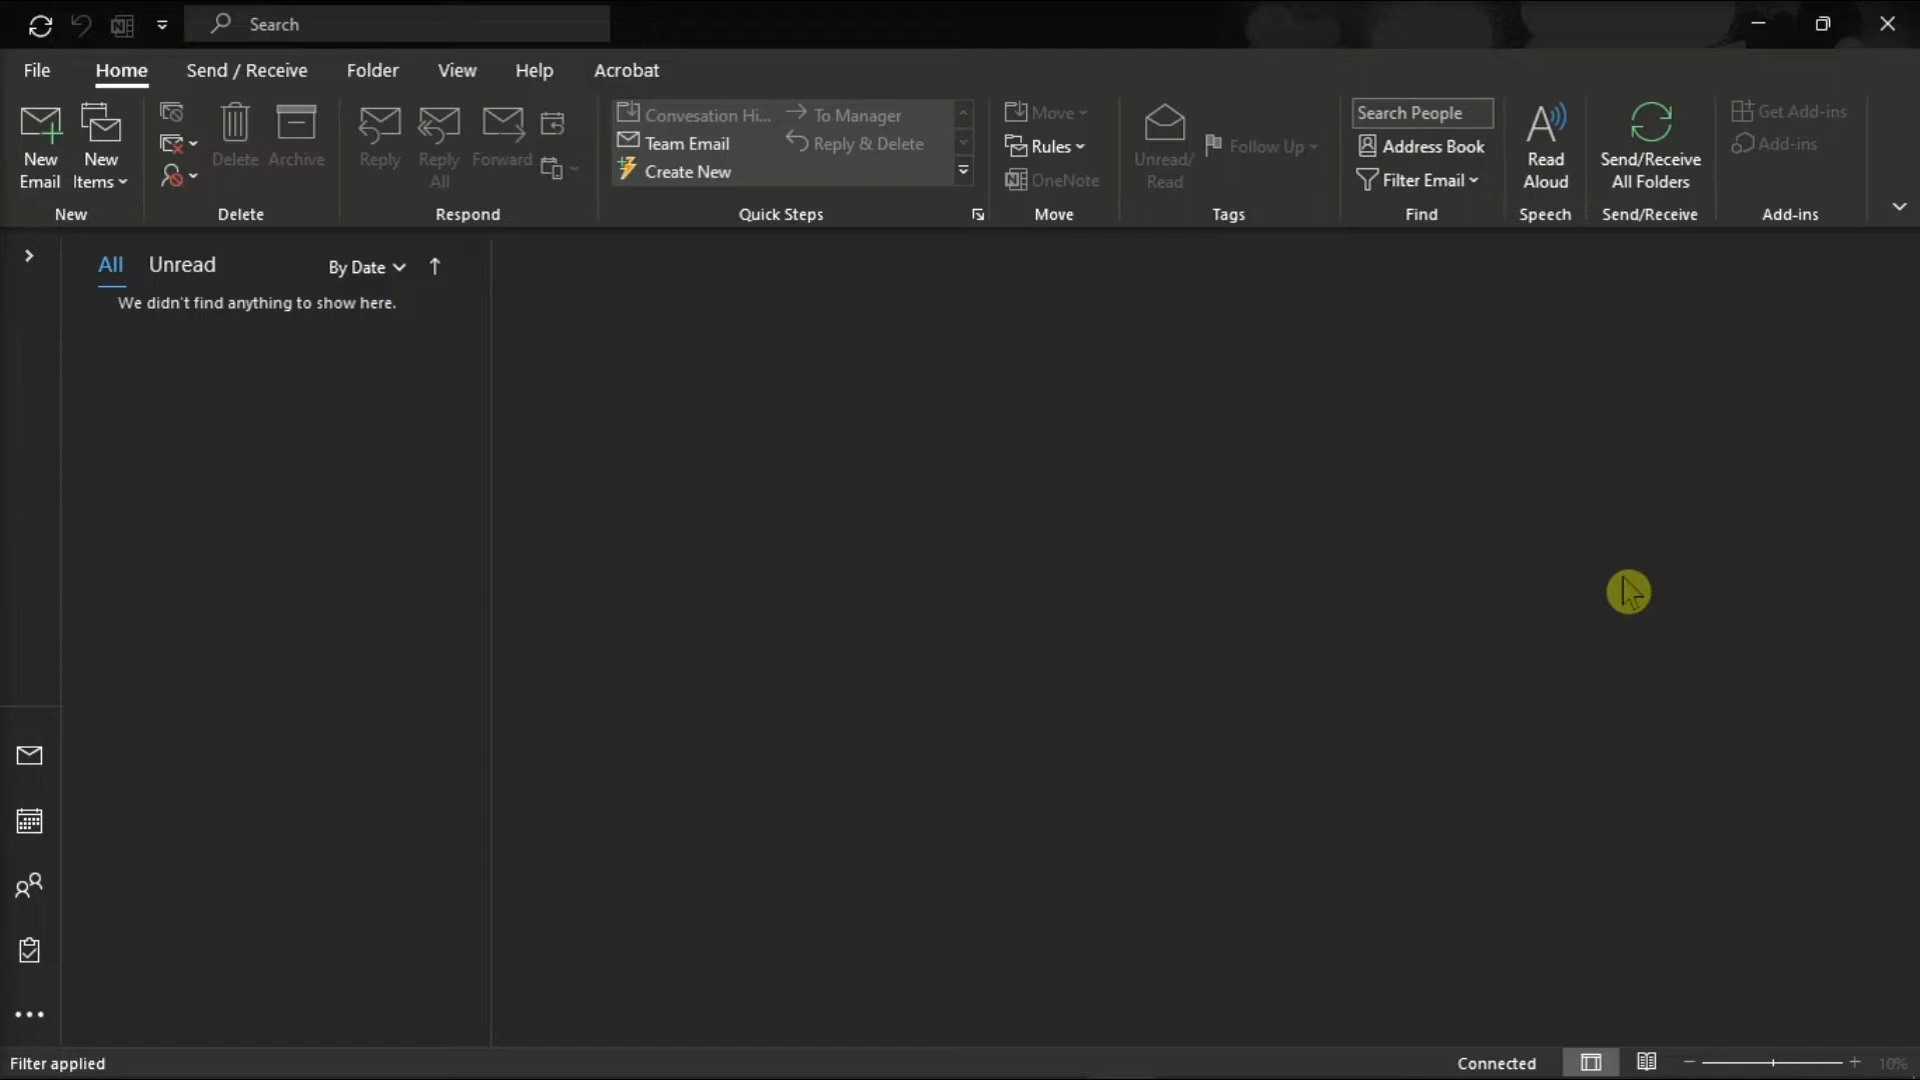 Search
File Home Send / Receive Folder View Help Acrobat
New Email
New Items
Delete
Archive
Reply
Reply All
Forward
Convesation Hi...
To Manager
Team Email
Reply & Delete
Create New
Move
Rules
OneNote
Unread/ Read
Follow Up
Search People
Address Book
Filter Email
Read Aloud
Send/Receive All Folders
Get Add-ins
Add-ins
New Delete Respond Quick Steps Move Tags Find Speech Send/Receive Add-ins
All Unread By Date
We didn't find anything to show here.
Filter applied
Connected
10%